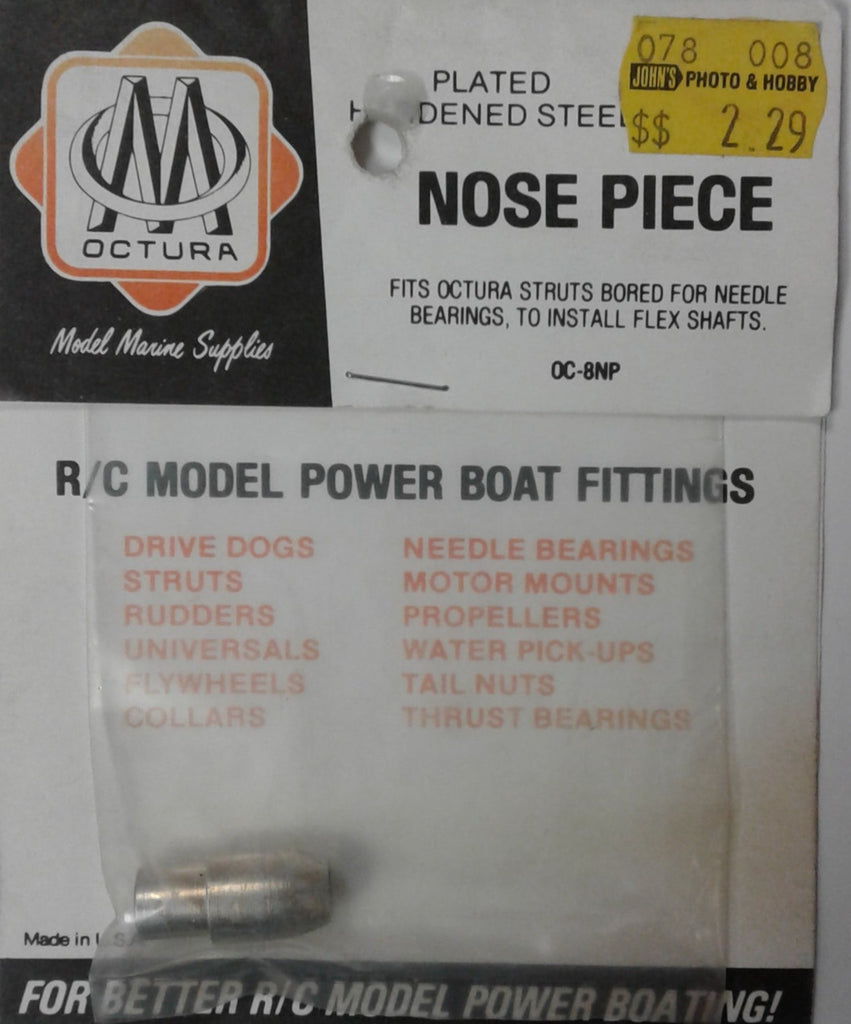 OCTURA
Model Marine Supplies
078 008
JOHN'S PHOTO & HOBBY
$$ 2.29
PLATED
STEEL
NOSE PIECE
FITS OCTURA STRUTS BORED FOR NEEDLE
BEARINGS, TO INSTALL FLEX SHAFTS.
OC-8NP
R/C MODEL POWER BOAT FITTINGS
DRIVE DOGS
STRUTS
RUDDERS
UNIVERSALS
FLYWHEELS
COLLARS
NEEDLE BEARINGS
MOTOR MOUNTS
PROPELLERS
WATER PICK-UPS
TAIL NUTS
THRUST BEARINGS
Made in U.S.A.
FOR BETTER R/C MODEL POWER BOATING!